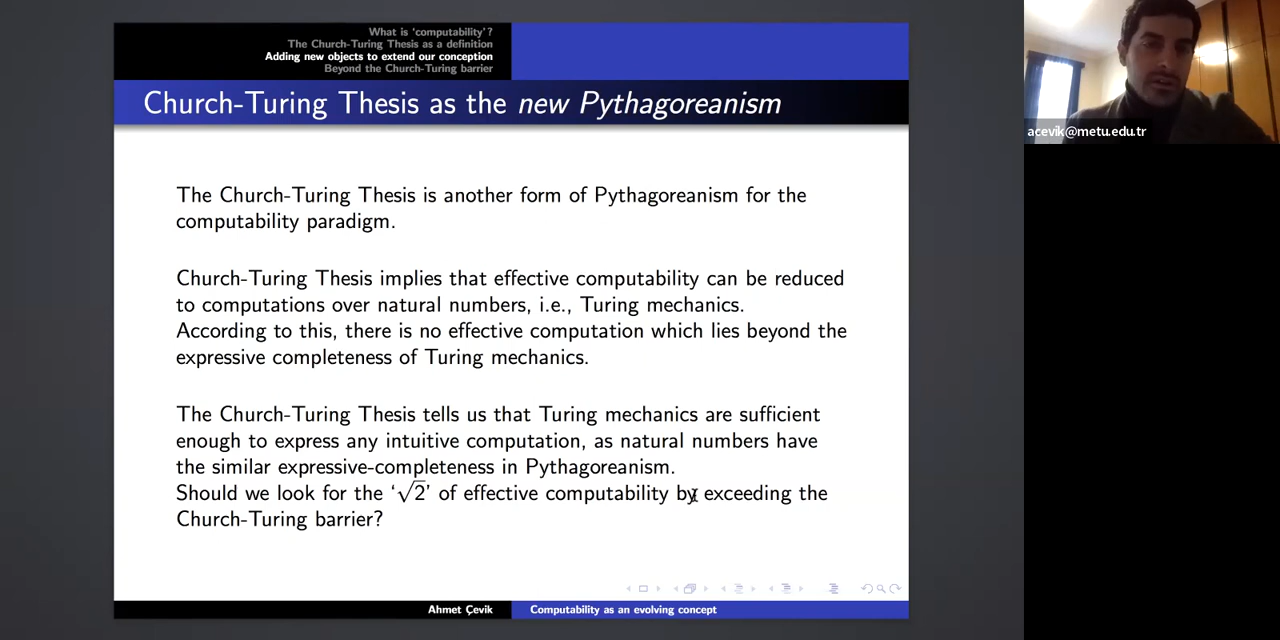 What is 'computability'?
The Church-Turing Thesis as a definition
Adding new objects to extend our conception
Beyond the Church-Turing barrier
Church-Turing Thesis as the new Pythagoreanism
acevik@metu.edu.tr
The Church-Turing Thesis is another form of Pythagoreanism for the
computability paradigm.
Church-Turing Thesis implies that effective computability can be reduced
to computations over natural numbers, i.e., Turing mechanics.
According to this, there is no effective computation which lies beyond the
expressive completeness of Turing mechanics.
The Church-Turing Thesis tells us that Turing mechanics are sufficient
enough to express any intuitive computation, as natural numbers have
the similar expressive-completeness in Pythagoreanism.
Should we look for the '√2' of effective computability by exceeding the
Church-Turing barrier?
Ahmet Çevik
Computability as an evolving concept